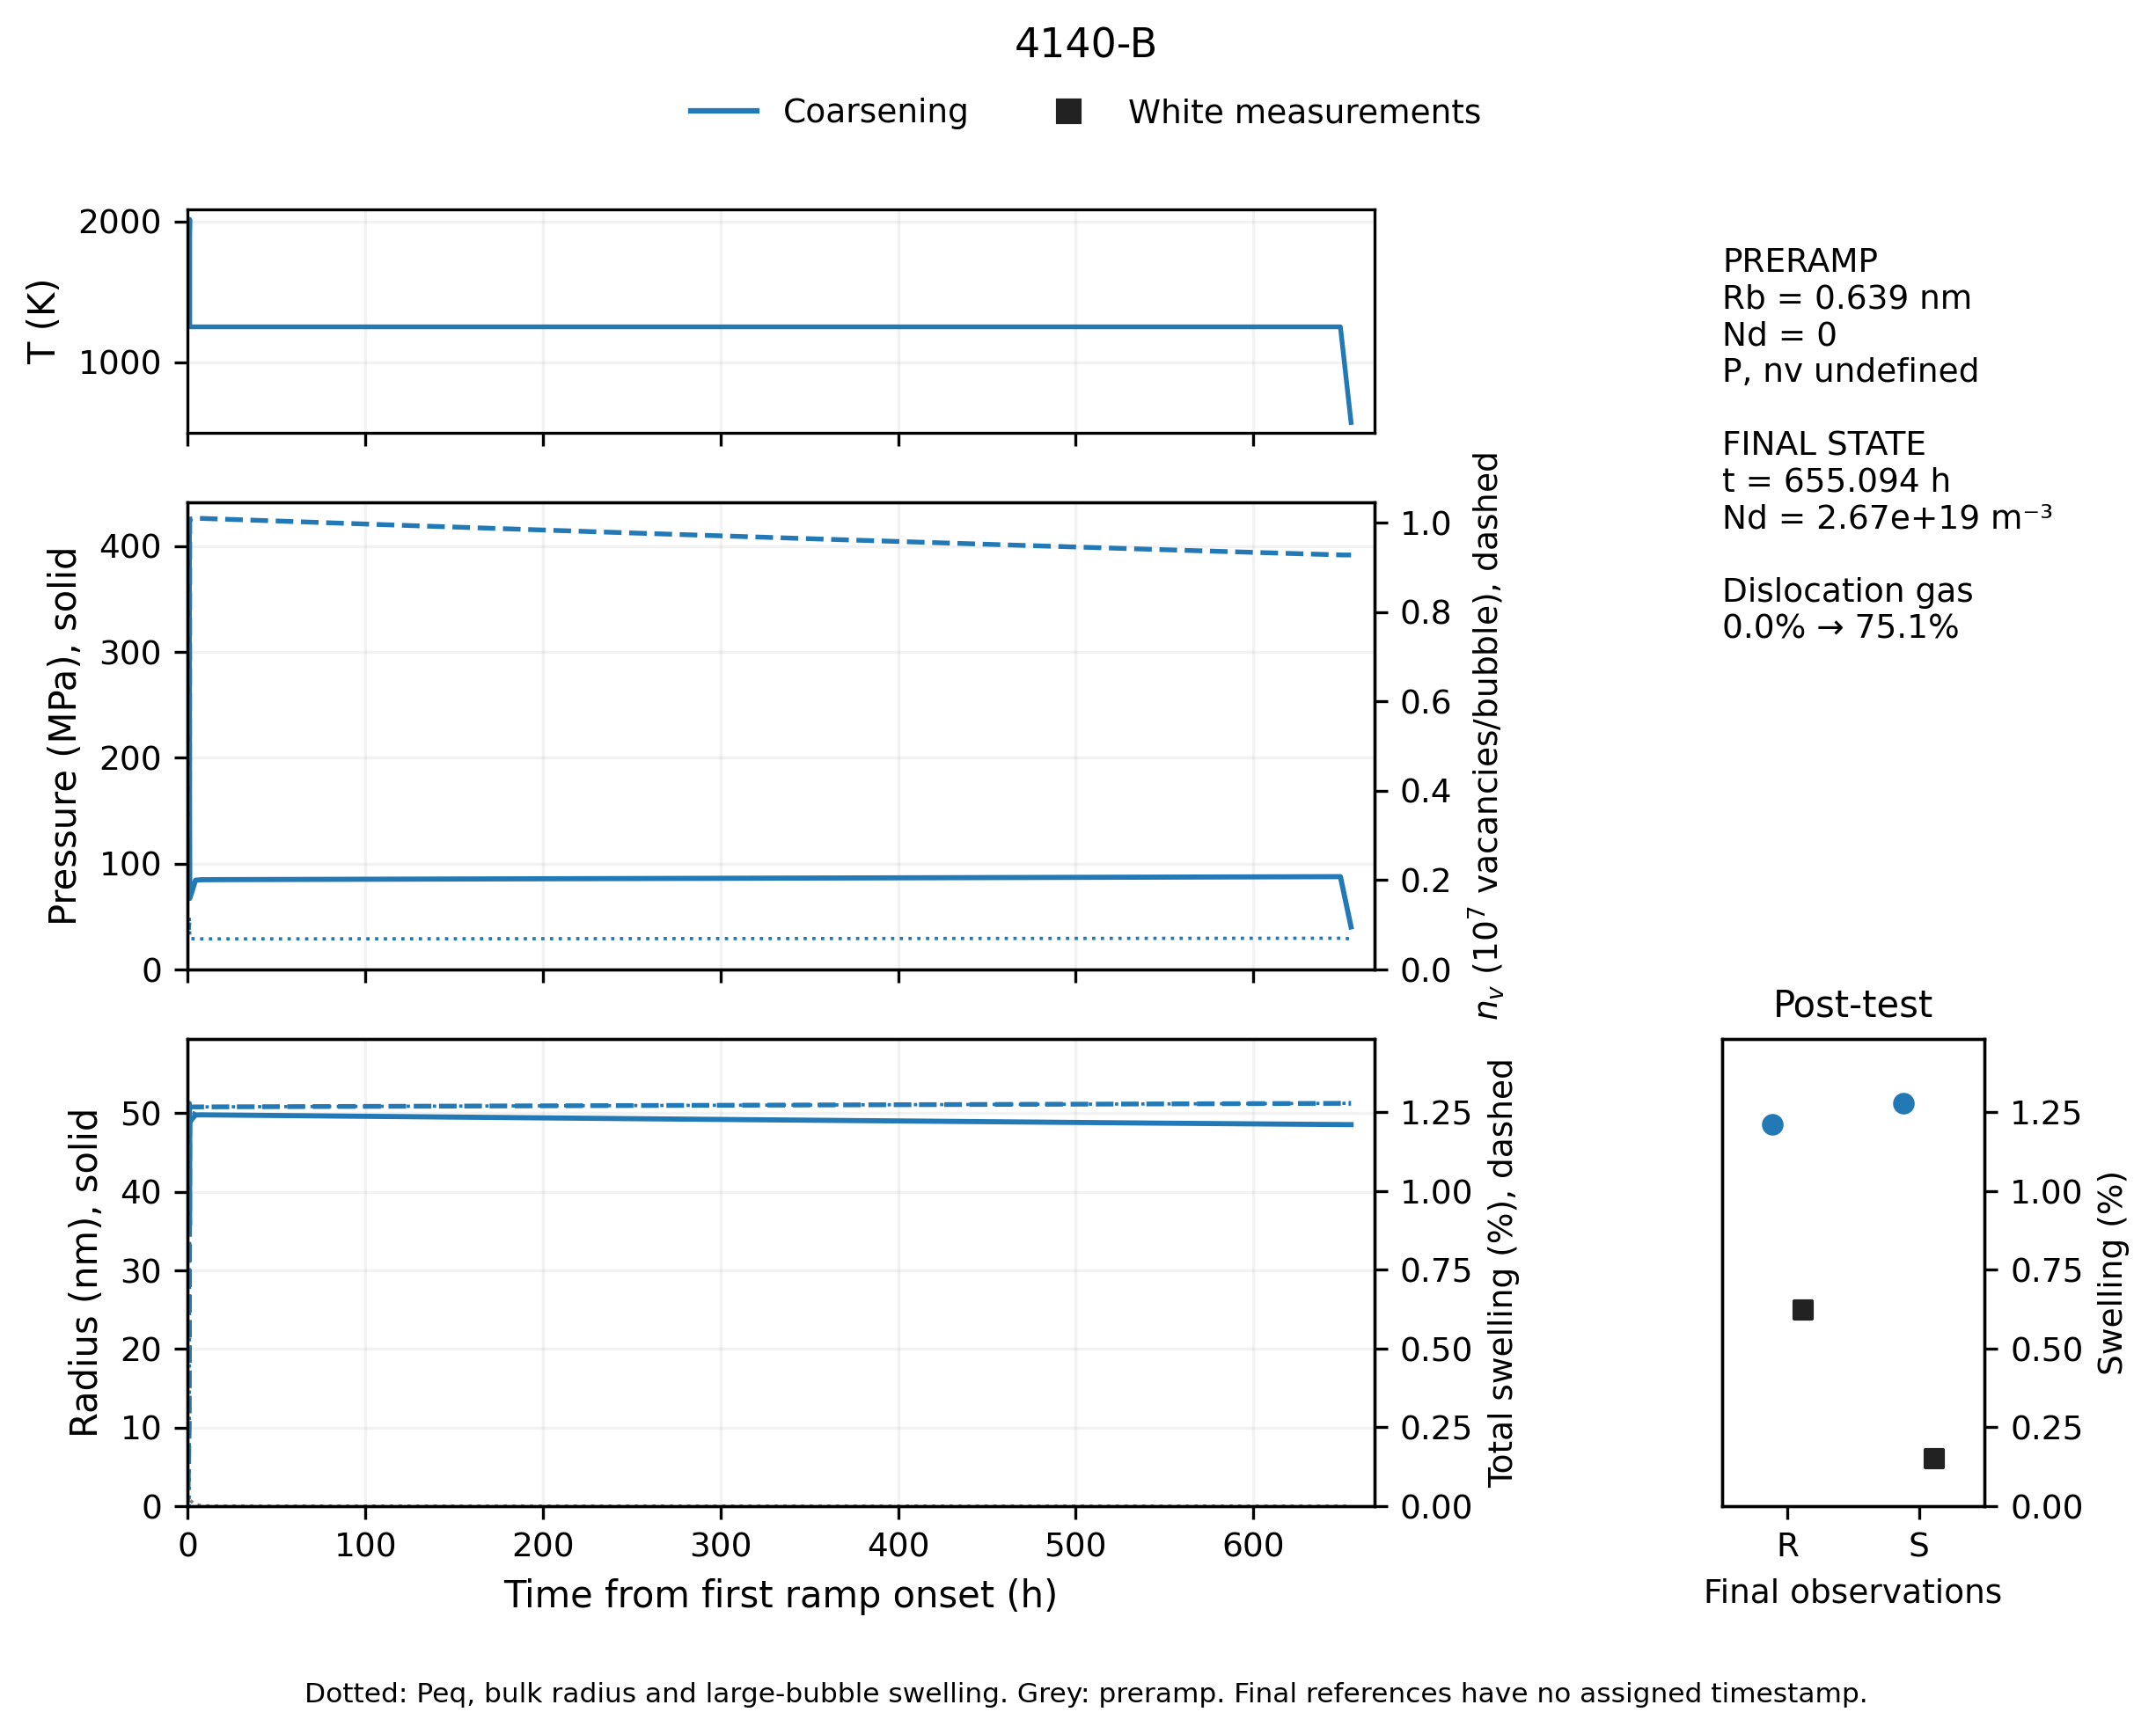 4140-B
Coarsening
White measurements
T (K)
2000
1000
PRERAMP
Rb = 0.639 nm
Nd = 0
P, nv undefined
FINAL STATE
t = 655.094 h
Nd = 2.67e+19 m⁻³
Dislocation gas
0.0% → 75.1%
Pressure (MPa), solid
400
300
200
100
0
1.0
0.8
0.6
0.4
0.2
0.0
n_v (10^7 vacancies/bubble), dashed
Radius (nm), solid
50
40
30
20
10
0
1.25
1.00
0.75
0.50
0.25
0.00
Total swelling (%), dashed
0 100 200 300 400 500 600
Time from first ramp onset (h)
Post-test
1.25
1.00
0.75
0.50
0.25
0.00
Swelling (%)
R S
Final observations
Dotted: Peq, bulk radius and large-bubble swelling. Grey: preramp. Final references have no assigned timestamp.